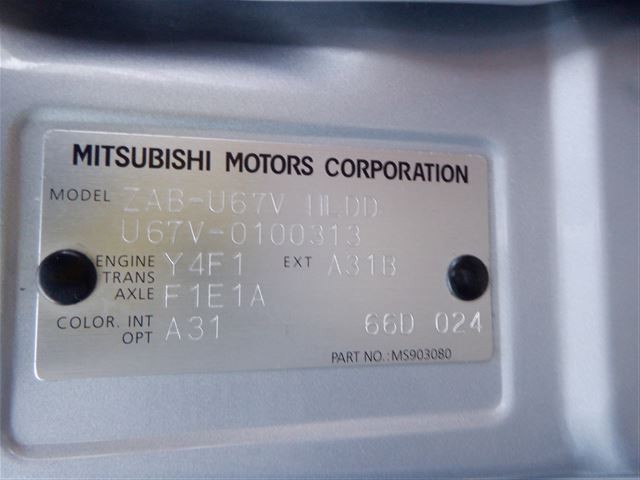 MITSUBISHI MOTORS CORPORATION
MODEL ZAB-U67V HLDD
U67V-0100313
ENGINE Y4F1 EXT A31B
TRANS
AXLE F1E1A
COLOR. INT A31 66D 024
OPT
PART NO.:MS903080